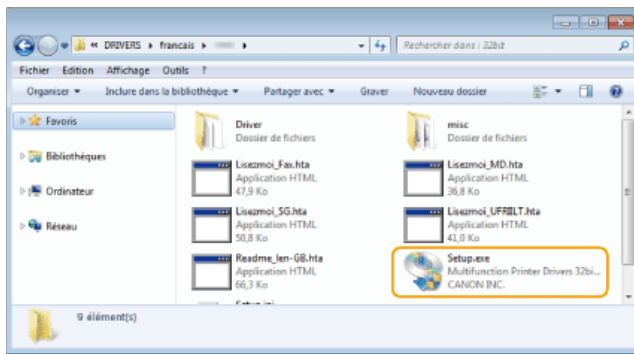 « DRIVERS ▸ francais ▸
Rechercher dans : 32bit
Fichier Edition Affichage Outils ?
Organiser Inclure dans la bibliothèque Partager avec Graver Nouveau dossier
Favoris
Bibliothèques
Ordinateur
Réseau
Driver
Dossier de fichiers
misc
Dossier de fichiers
Lisezmoi_Fax.hta
Application HTML
47,9 Ko
Lisezmoi_MD.hta
Application HTML
36,8 Ko
Lisezmoi_SG.hta
Application HTML
50,8 Ko
Lisezmoi_UFRIILT.hta
Application HTML
41,0 Ko
Readme_len-GB.hta
Application HTML
66,3 Ko
Setup.exe
Multifunction Printer Drivers 32bi...
CANON INC.
Setup.ini
9 élément(s)